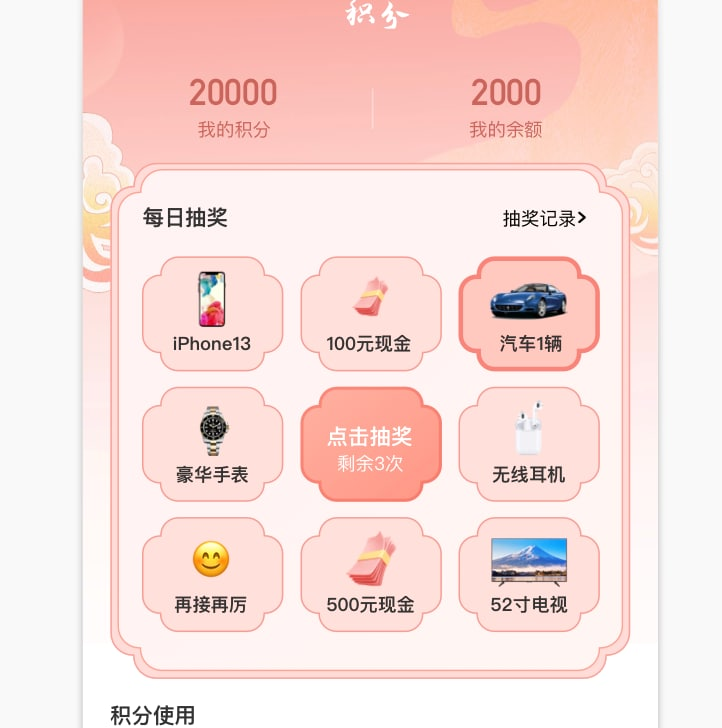 积分
20000
2000
我的积分
我的余额
每日抽奖
抽奖记录>
iPhone13
100元现金
汽车1辆
豪华手表
点击抽奖
剩余3次
无线耳机
再接再厉
500元现金
52寸电视
积分使用